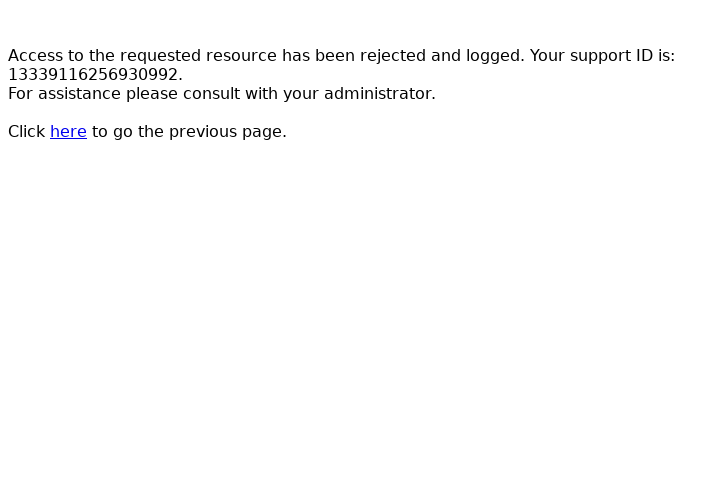 Access to the requested resource has been rejected and logged. Your support ID is:
13339116256930992.
For assistance please consult with your administrator.
Click here to go the previous page.